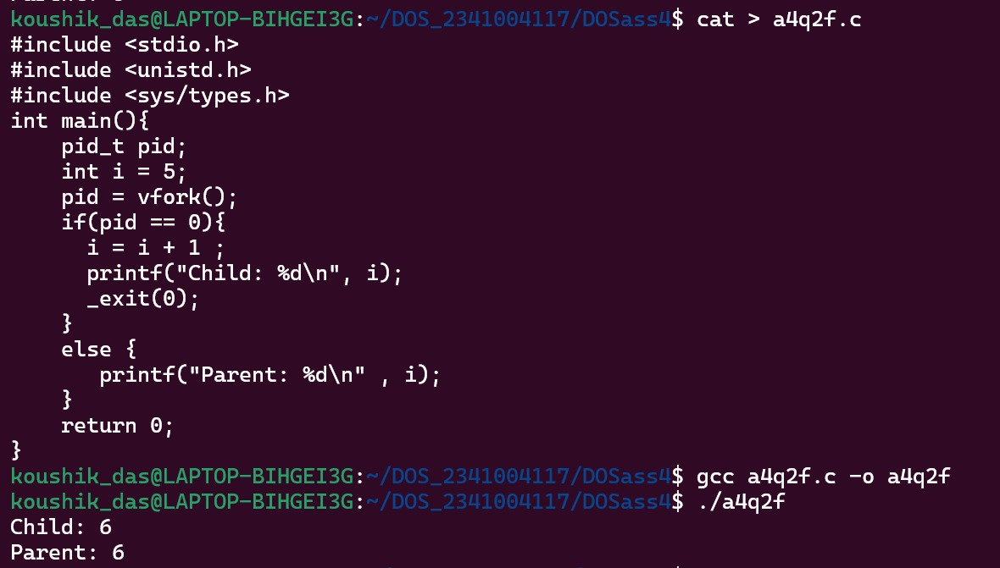 koushik_das@LAPTOP-BIHGEI3G:~/DOS_2341004117/DOSass4$ cat > a4q2f.c
#include <stdio.h>
#include <unistd.h>
#include <sys/types.h>
int main(){
    pid_t pid;
    int i = 5;
    pid = vfork();
    if(pid == 0){
      i = i + 1 ;
      printf("Child: %d\n", i);
      _exit(0);
    }
    else {
       printf("Parent: %d\n" , i);
    }
    return 0;
}
koushik_das@LAPTOP-BIHGEI3G:~/DOS_2341004117/DOSass4$ gcc a4q2f.c -o a4q2f
koushik_das@LAPTOP-BIHGEI3G:~/DOS_2341004117/DOSass4$ ./a4q2f
Child: 6
Parent: 6